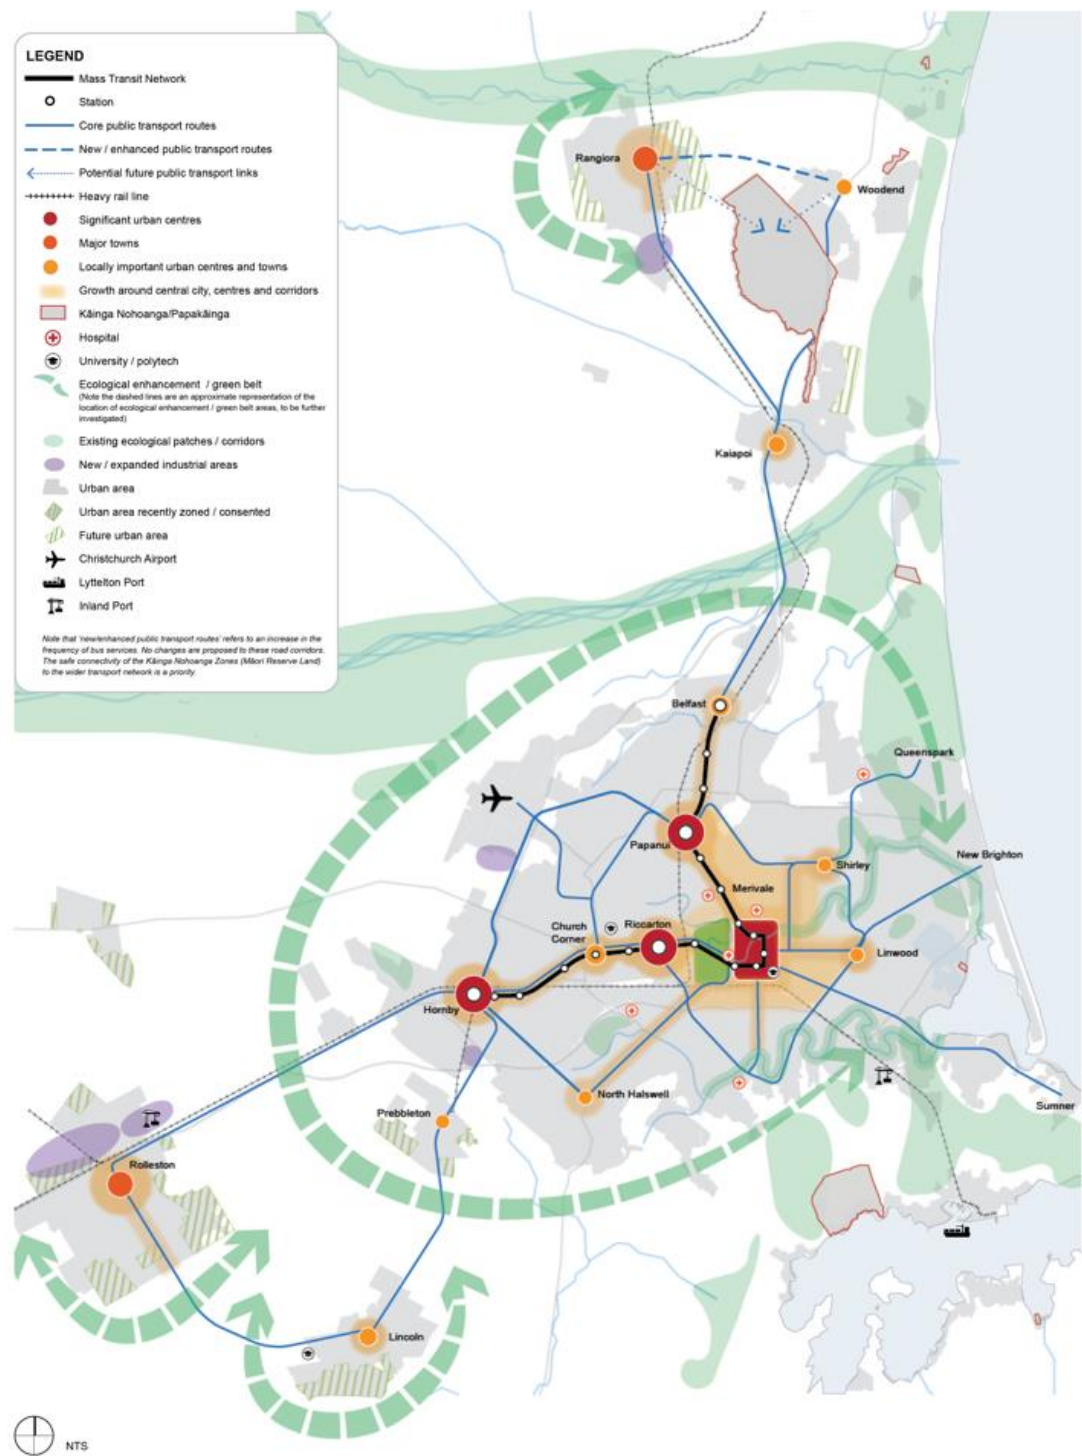 LEGEND
Mass Transit Network
Station
Core public transport routes
New / enhanced public transport routes
Potential future public transport links
Heavy rail line
Significant urban centres
Major towns
Locally important urban centres and towns
Growth around central city, centres and corridors
Kāinga Nohoanga/Papakāinga
Hospital
University / polytech
Ecological enhancement / green belt
(Note the dashed lines are an approximate representation of the
location of ecological enhancement / green belt areas, to be further
investigated)
Existing ecological patches / corridors
New / expanded industrial areas
Urban area
Urban area recently zoned / consented
Future urban area
Christchurch Airport
Lyttelton Port
Inland Port
Note that 'new/enhanced public transport routes' refers to an increase in the
frequency of bus services. No changes are proposed to these road corridors.
The safe connectivity of the Kāinga Nohoanga Zones (Māori Reserve Land)
to the wider transport network is a priority.
Rangiora
Woodend
Kaiapoi
Belfast
Queenspark
Papanui
Shirley
New Brighton
Merivale
Church
Corner
Riccarton
Linwood
Hornby
North Halswell
Prebbleton
Sumner
Rolleston
Lincoln
NTS